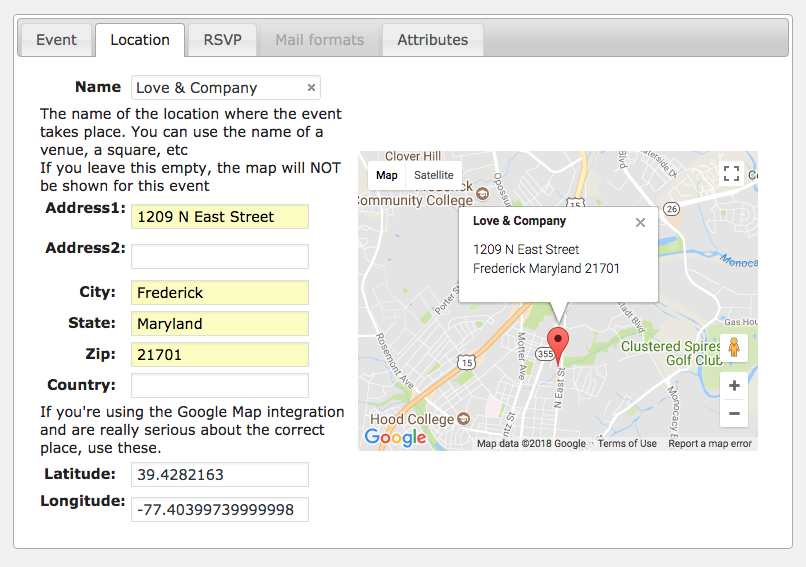 Event Location RSVP Mail formats Attributes
Name Love & Company ×
The name of the location where the event
takes place. You can use the name of a
venue, a square, etc
If you leave this empty, the map will NOT
be shown for this event
Address1: 1209 N East Street
Address2:
City: Frederick
State: Maryland
Zip: 21701
Country:
If you're using the Google Map integration
and are really serious about the correct
place, use these.
Latitude: 39.4282163
Longitude: -77.40399739999998
Clover Hill
Map Satellite
Community College
15
26
Love & Company ×
1209 N East Street
Frederick Maryland 21701
Monoca
Porter St
Gas Hou
Rosemont Ave
Motter Ave
355
15
N East St
Clustered Spires
Golf Club
+
−
Hood College
Monocacy
Google
Map data ©2018 Google Terms of Use Report a map error